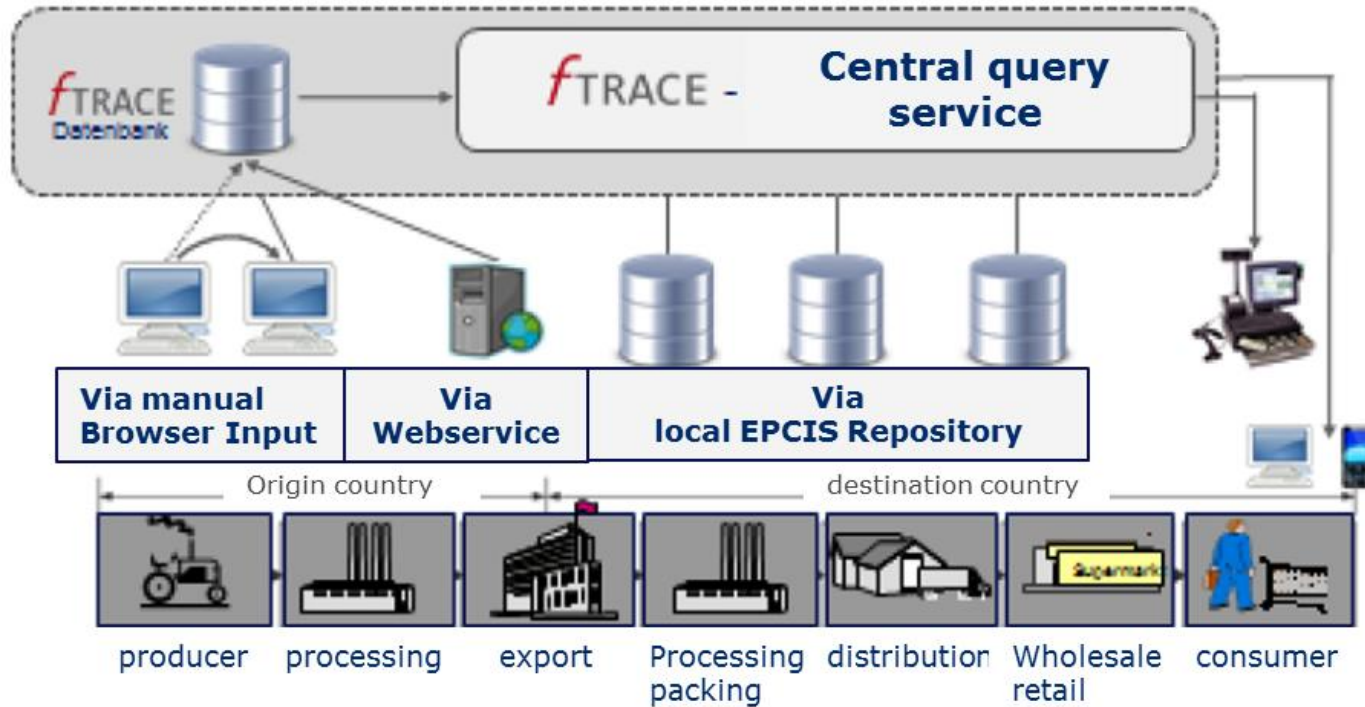 fTRACE
Datenbank
fTRACE -
Central query
service
Via manual
Browser Input
Via
Webservice
Via
local EPCIS Repository
Origin country
destination country
Sugermarkt
producer
processing
export
Processing
packing
distribution
Wholesale
retail
consumer